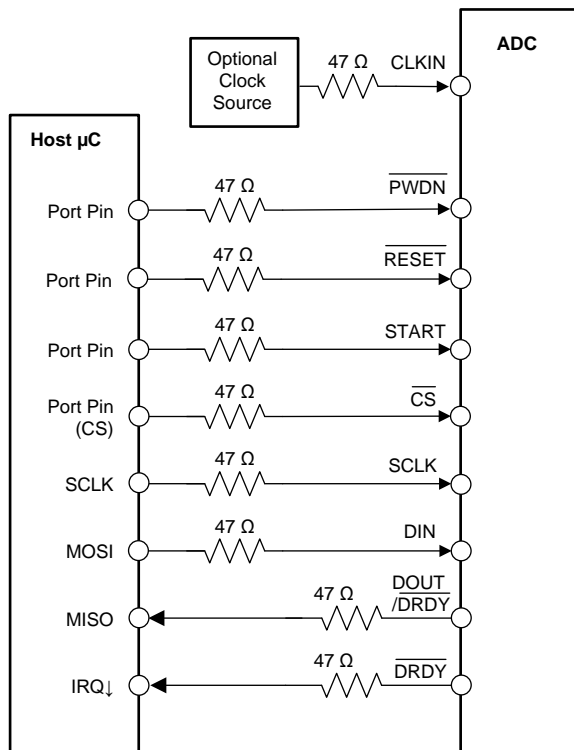 ADC
Optional
Clock
Source
47 Ω
CLKIN
Host µC
Port Pin
47 Ω
PWDN
Port Pin
47 Ω
RESET
Port Pin
47 Ω
START
Port Pin
(CS)
47 Ω
CS
SCLK
47 Ω
SCLK
MOSI
47 Ω
DIN
MISO
47 Ω
DOUT
/DRDY
IRQ↓
47 Ω
DRDY